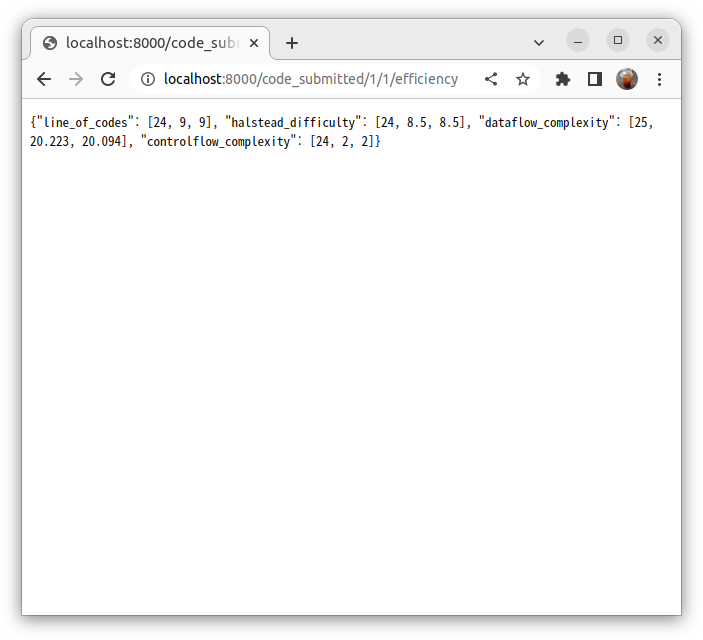 localhost:8000/code_subm
localhost:8000/code_submitted/1/1/efficiency
{"line_of_codes": [24, 9, 9], "halstead_difficulty": [24, 8.5, 8.5], "dataflow_complexity": [25,
20.223, 20.094], "controlflow_complexity": [24, 2, 2]}